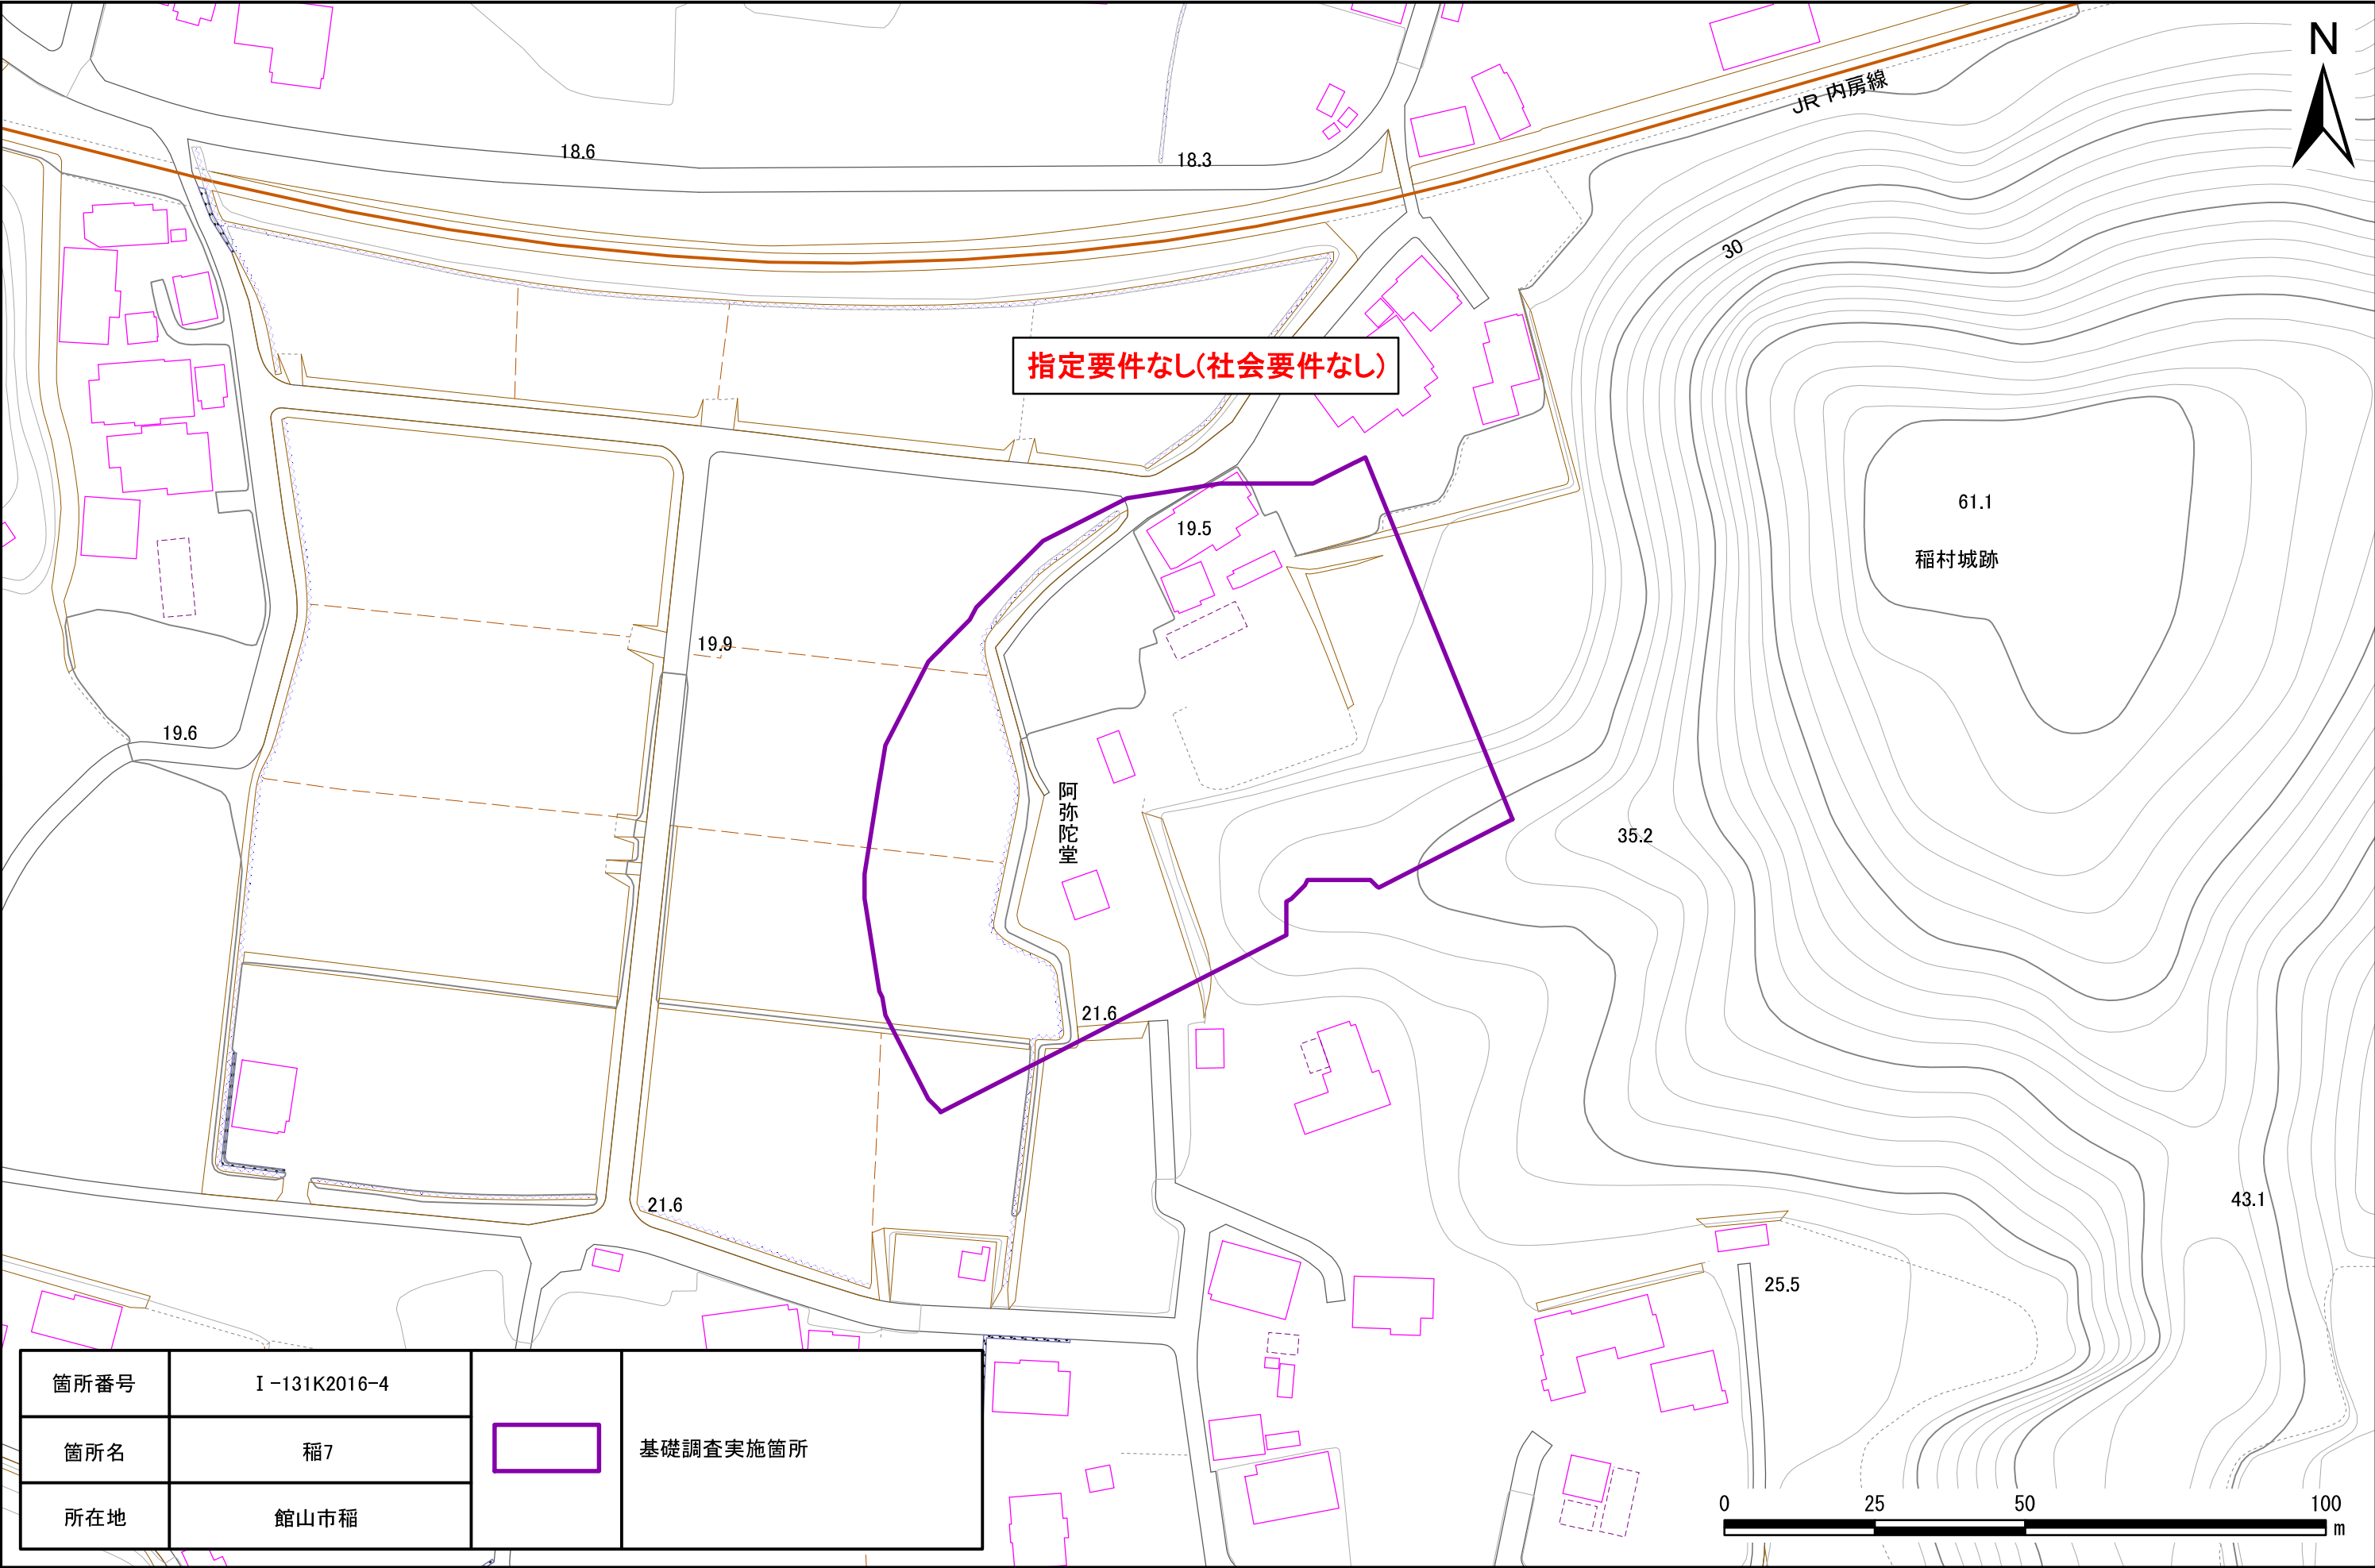 N
JR 内房線
18.6
18.3
30
指定要件なし(社会要件なし)
61.1
19.5
稲村城跡
19.9
19.6
阿弥陀堂
35.2
21.6
21.6
43.1
25.5
箇所番号
Ⅰ-131K2016-4
箇所名
稲7
所在地
館山市稲
基礎調査実施箇所
0 25 50 100
m